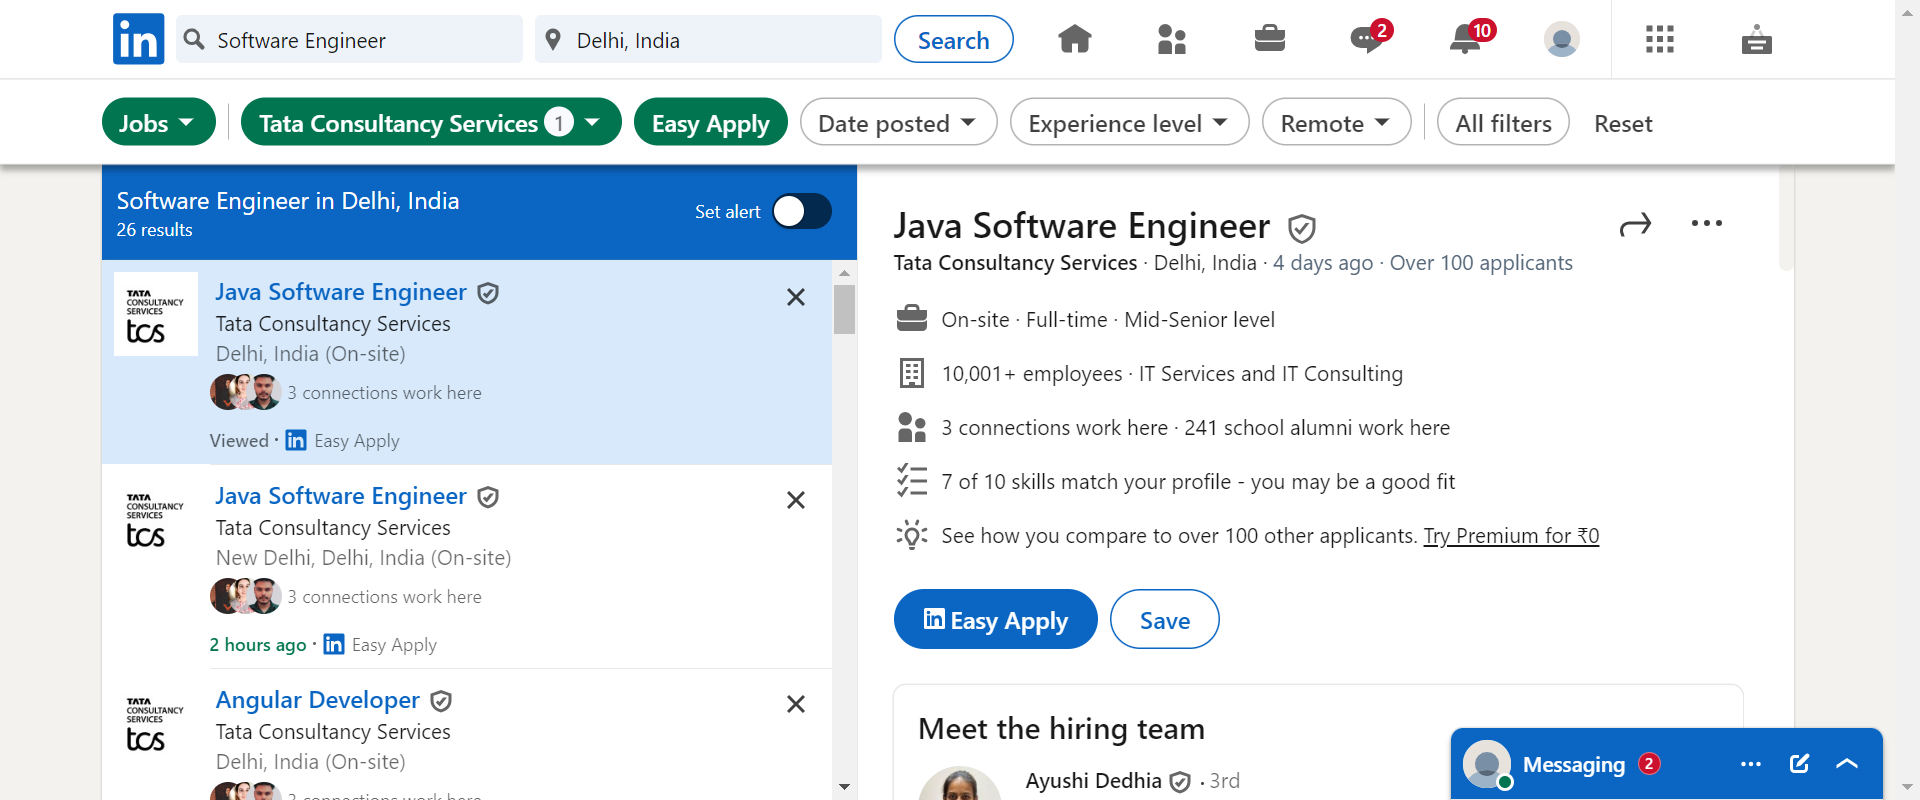 in
Software Engineer
Delhi, India
Search
2
10
Jobs
Tata Consultancy Services 1
Easy Apply
Date posted
Experience level
Remote
All filters
Reset
Software Engineer in Delhi, India
26 results
Set alert
TATA
CONSULTANCY
SERVICES
tcs
Java Software Engineer
Tata Consultancy Services
Delhi, India (On-site)
3 connections work here
Viewed · in Easy Apply
TATA
CONSULTANCY
SERVICES
tcs
Java Software Engineer
Tata Consultancy Services
New Delhi, Delhi, India (On-site)
3 connections work here
2 hours ago · in Easy Apply
TATA
CONSULTANCY
SERVICES
tcs
Angular Developer
Tata Consultancy Services
Delhi, India (On-site)
3 connections work here
Java Software Engineer
Tata Consultancy Services · Delhi, India · 4 days ago · Over 100 applicants
On-site · Full-time · Mid-Senior level
10,001+ employees · IT Services and IT Consulting
3 connections work here · 241 school alumni work here
7 of 10 skills match your profile - you may be a good fit
See how you compare to over 100 other applicants. Try Premium for ₹0
in Easy Apply
Save
Meet the hiring team
Ayushi Dedhia · 3rd
Messaging 2